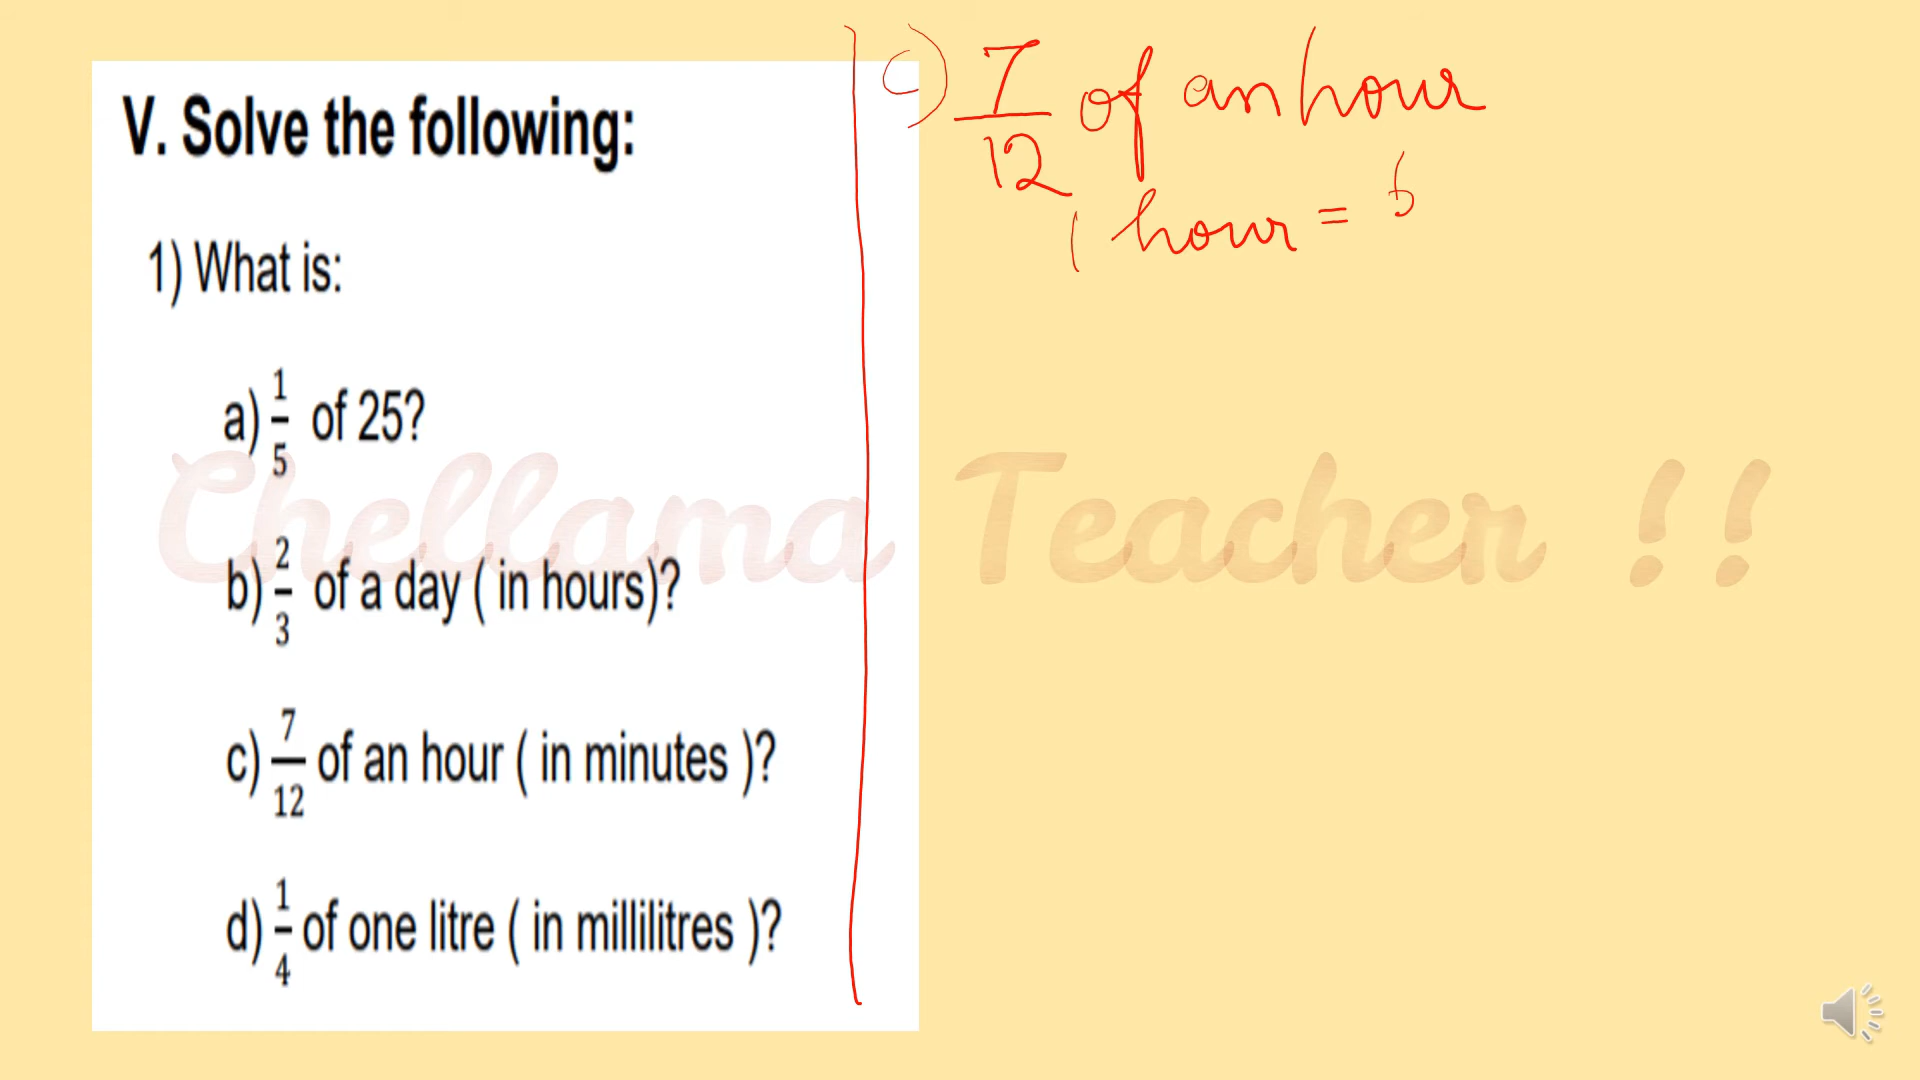 V. Solve the following:
1) What is:
a) 1/5 of 25?
b) 2/3 of a day ( in hours)?
c) 7/12 of an hour ( in minutes )?
d) 1/4 of one litre ( in millilitres )?
c) 7/12 of an hour
1 hour = 6
Chellama Teacher !!